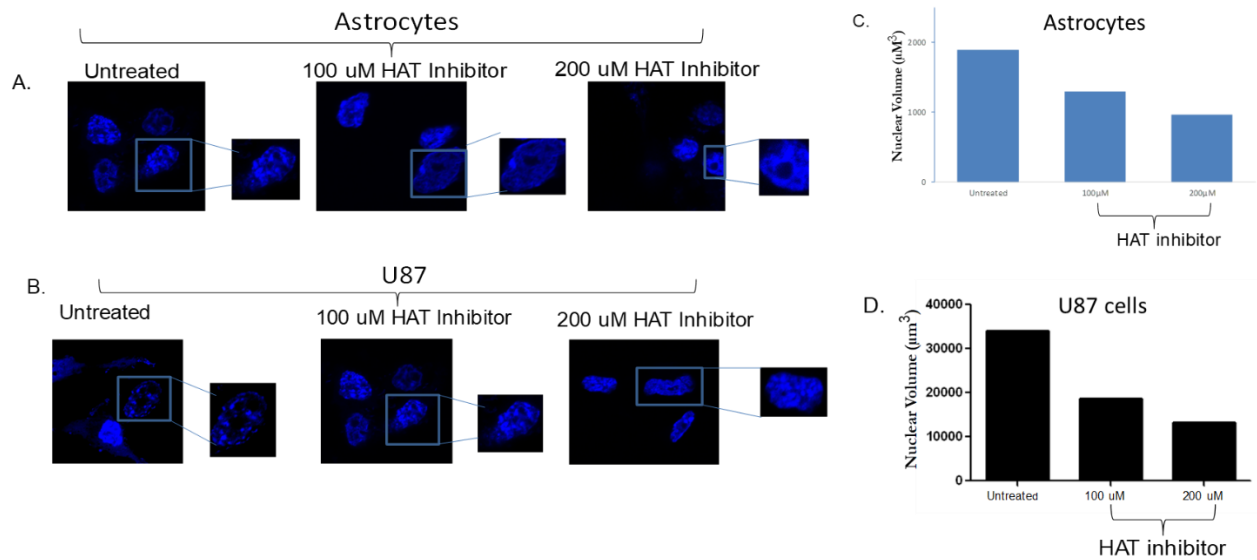 Astrocytes
A.
Untreated
100 uM HAT Inhibitor
200 uM HAT Inhibitor
B.
U87
Untreated
100 uM HAT Inhibitor
200 uM HAT Inhibitor
C.
Astrocytes
Nuclear Volume (µM³)
2000
1000
0
Untreated
100µM
200µM
HAT inhibitor
D.
U87 cells
Nuclear Volume (µm³)
40000
30000
20000
10000
0
Untreated
100 uM
200 uM
HAT inhibitor